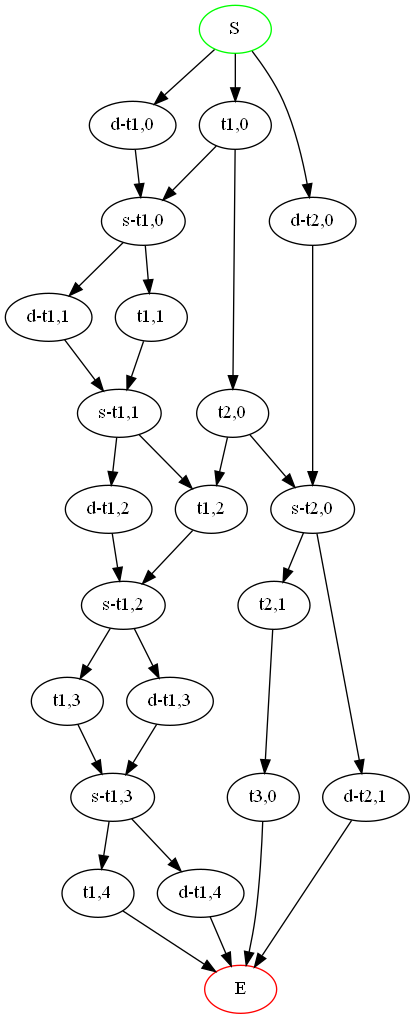 S
d-t1,0
t1,0
s-t1,0
d-t2,0
d-t1,1
t1,1
s-t1,1
t2,0
d-t1,2
t1,2
s-t2,0
s-t1,2
t2,1
t1,3
d-t1,3
s-t1,3
t3,0
d-t2,1
t1,4
d-t1,4
E